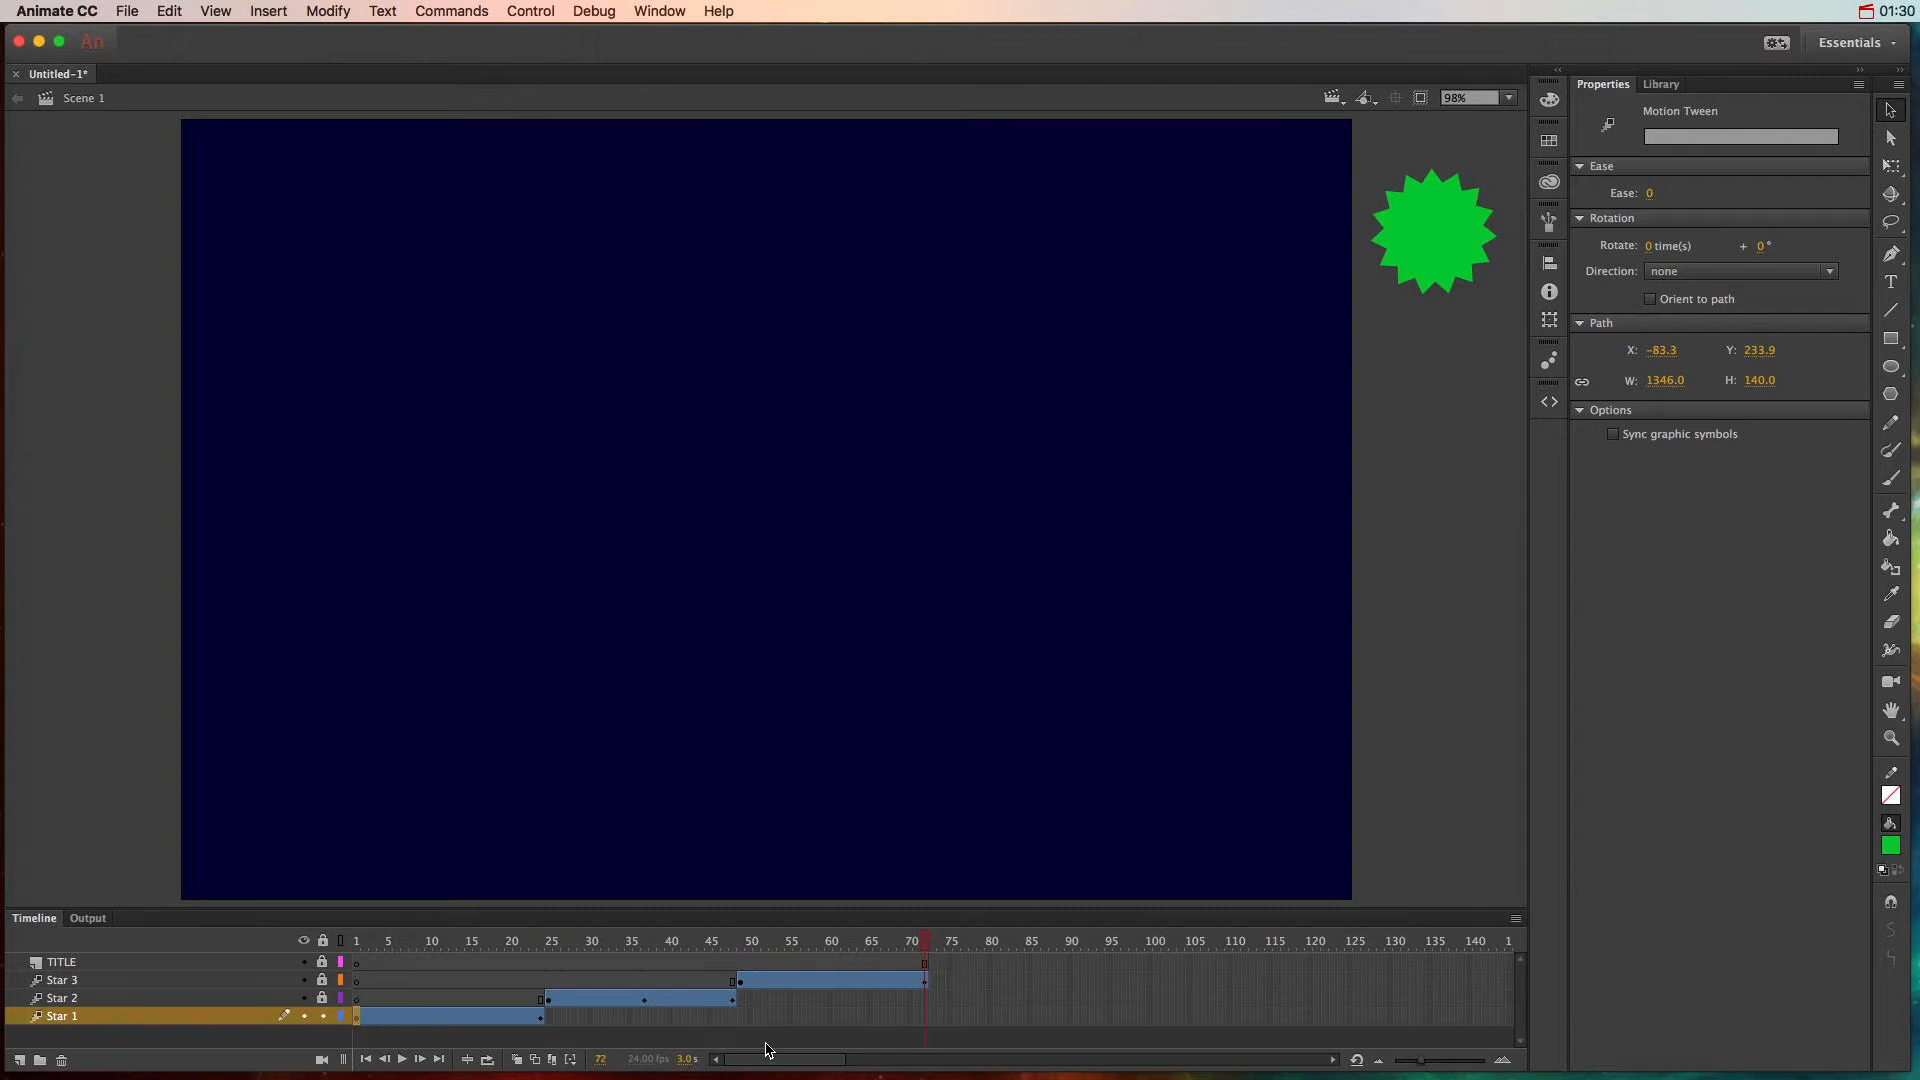 Animate CC File Edit View Insert Modify Text Commands Control Debug Window Help 01:30
An Essentials
Untitled-1*
Scene 1 98%
Properties Library
Motion Tween
Ease
Ease: 0
Rotation
Rotate: 0 time(s) + 0 °
Direction: none
Orient to path
Path
X: -83.3 Y: 233.9
W: 1346.0 H: 140.0
Options
Sync graphic symbols
Timeline Output
1 5 10 15 20 25 30 35 40 45 50 55 60 65 70 75 80 85 90 95 100 105 110 115 120 125 130 135 140 1
TITLE
Star 3
Star 2
Star 1
72 24.00 fps 3.0 s